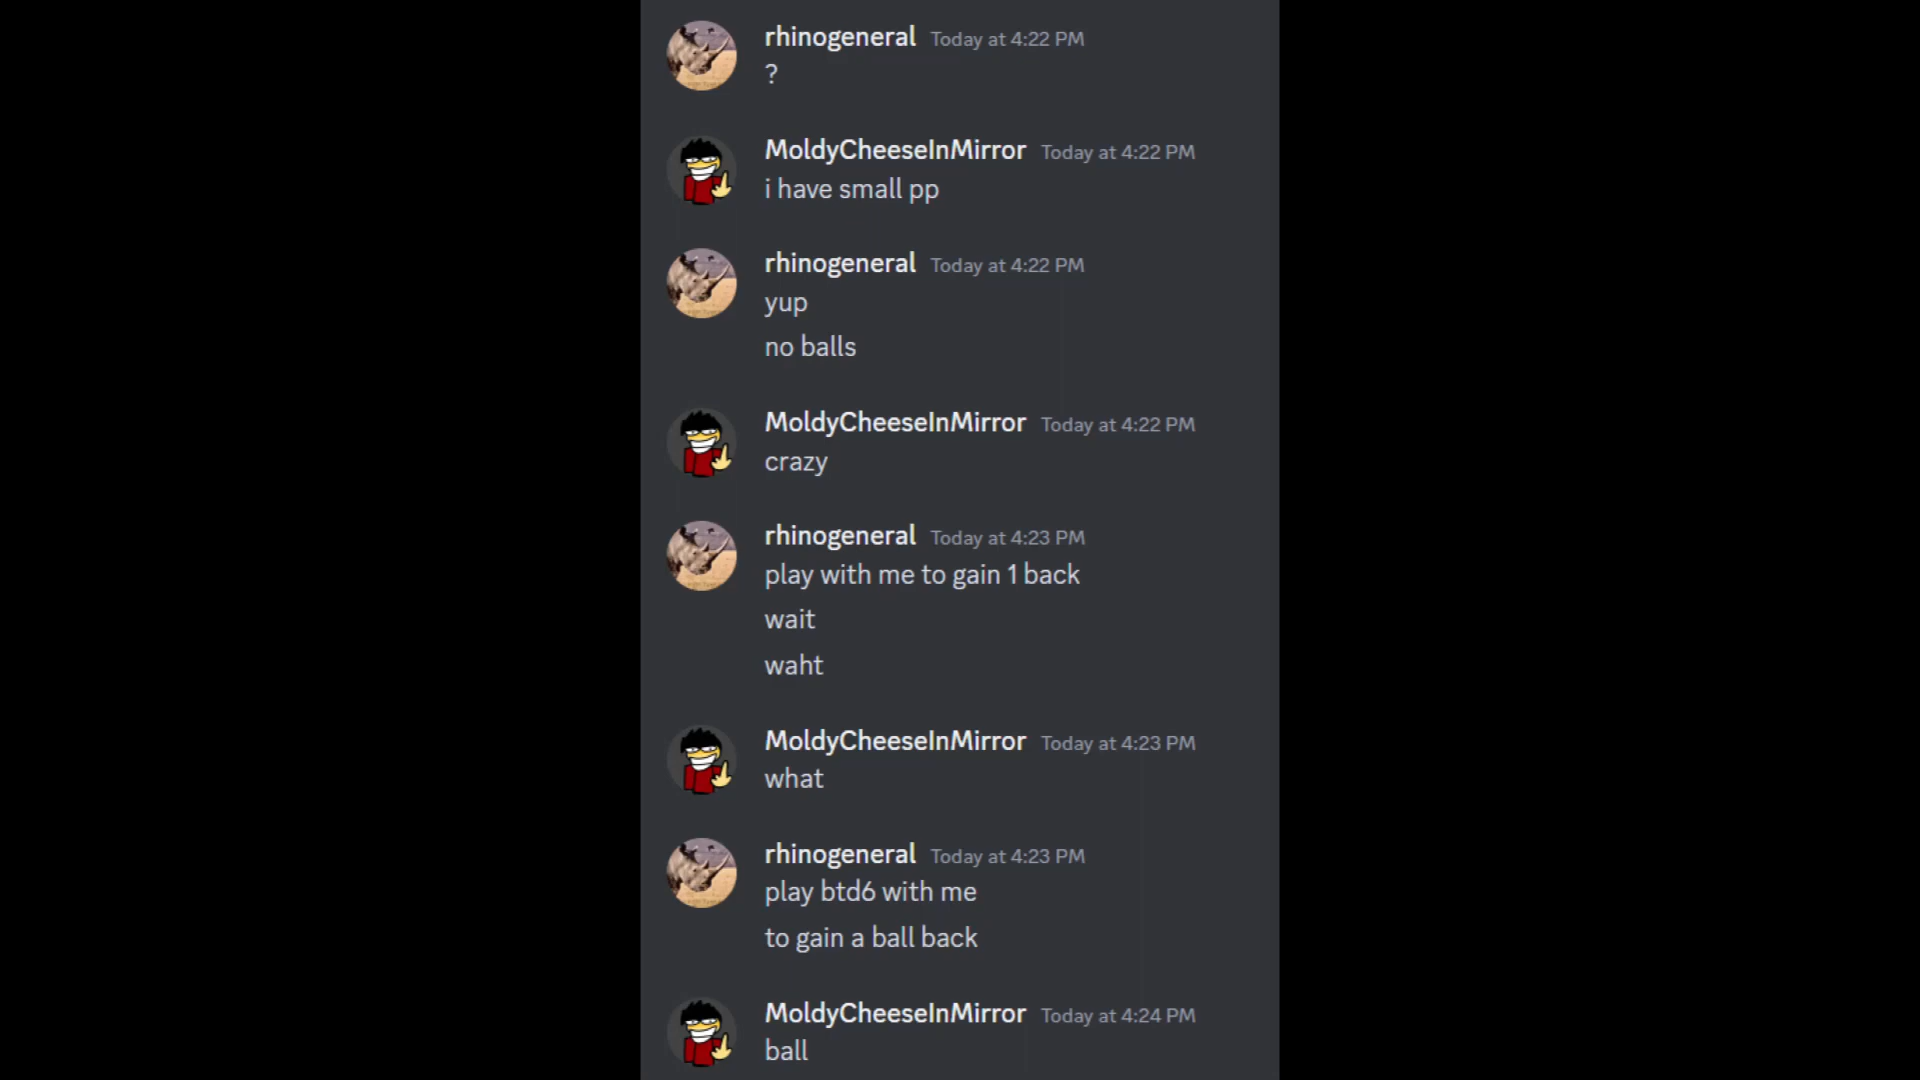 rhinogeneral Today at 4:22 PM
?
MoldyCheeseInMirror Today at 4:22 PM
i have small pp
rhinogeneral Today at 4:22 PM
yup
no balls
MoldyCheeseInMirror Today at 4:22 PM
crazy
rhinogeneral Today at 4:23 PM
play with me to gain 1 back
wait
waht
MoldyCheeseInMirror Today at 4:23 PM
what
rhinogeneral Today at 4:23 PM
play btd6 with me
to gain a ball back
MoldyCheeseInMirror Today at 4:24 PM
ball